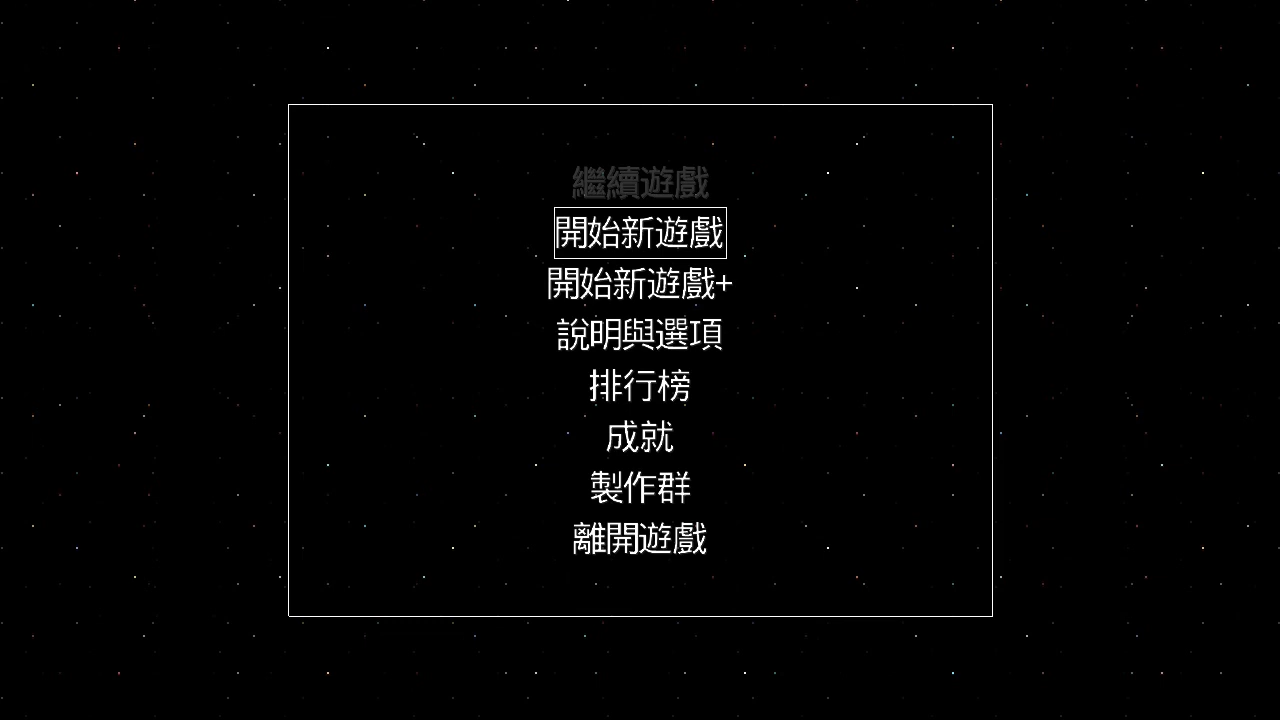 繼續遊戲
開始新遊戲
開始新遊戲+
說明與選項
排行榜
成就
製作群
離開遊戲